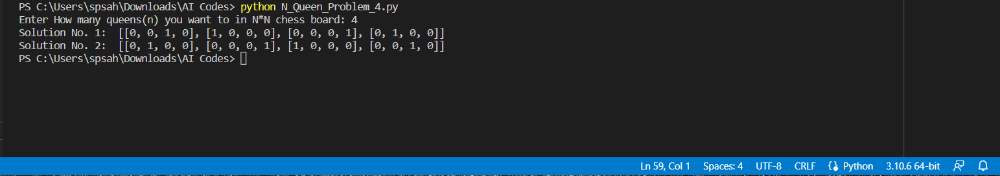 PS C:\Users\spsah\Downloads\AI Codes> python N_Queen_Problem_4.py
Enter How many queens(n) you want to in N*N chess board: 4
Solution No. 1:  [[0, 0, 1, 0], [1, 0, 0, 0], [0, 0, 0, 1], [0, 1, 0, 0]]
Solution No. 2:  [[0, 1, 0, 0], [0, 0, 0, 1], [1, 0, 0, 0], [0, 0, 1, 0]]
PS C:\Users\spsah\Downloads\AI Codes>
Ln 59, Col 1 Spaces: 4 UTF-8 CRLF Python 3.10.6 64-bit